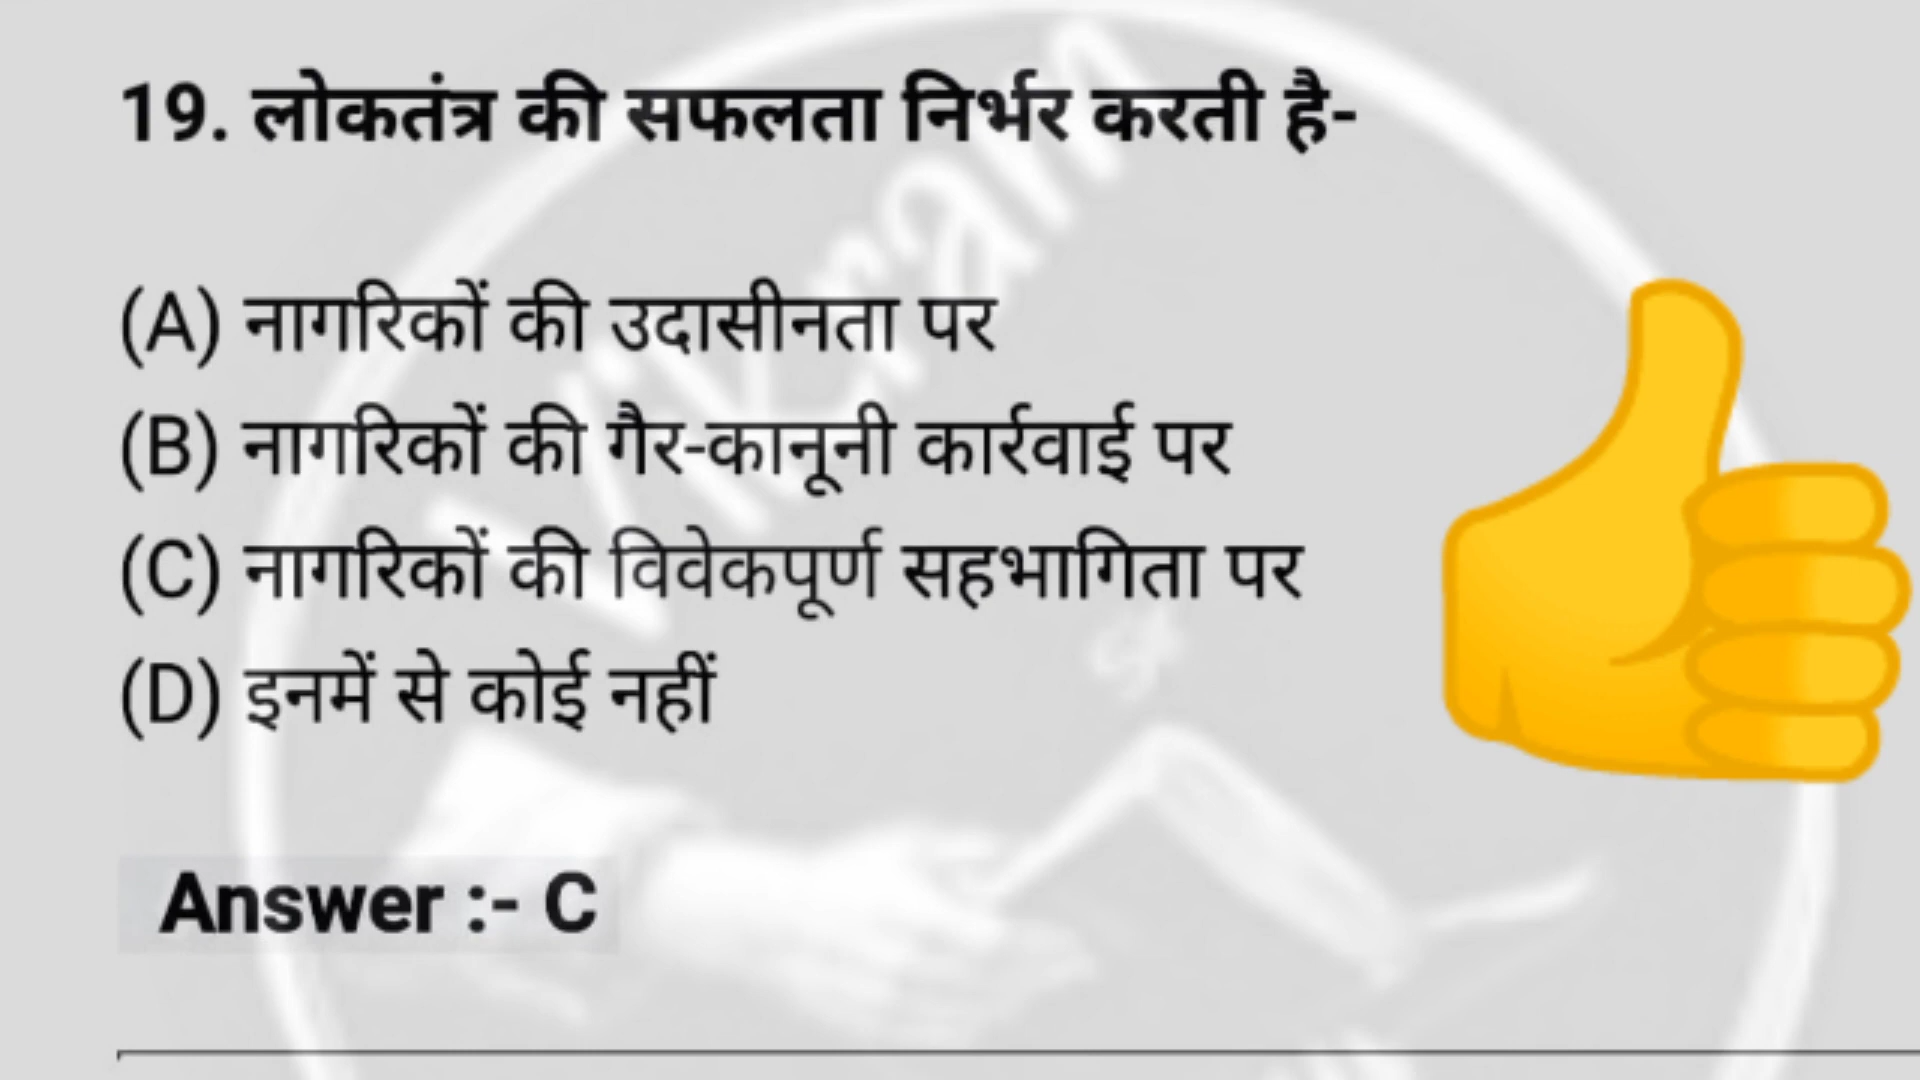 19. लोकतंत्र की सफलता निर्भर करती है-
(A) नागरिकों की उदासीनता पर
(B) नागरिकों की गैर-कानूनी कार्रवाई पर
(C) नागरिकों की विवेकपूर्ण सहभागिता पर
(D) इनमें से कोई नहीं
Answer :- C
Vikram